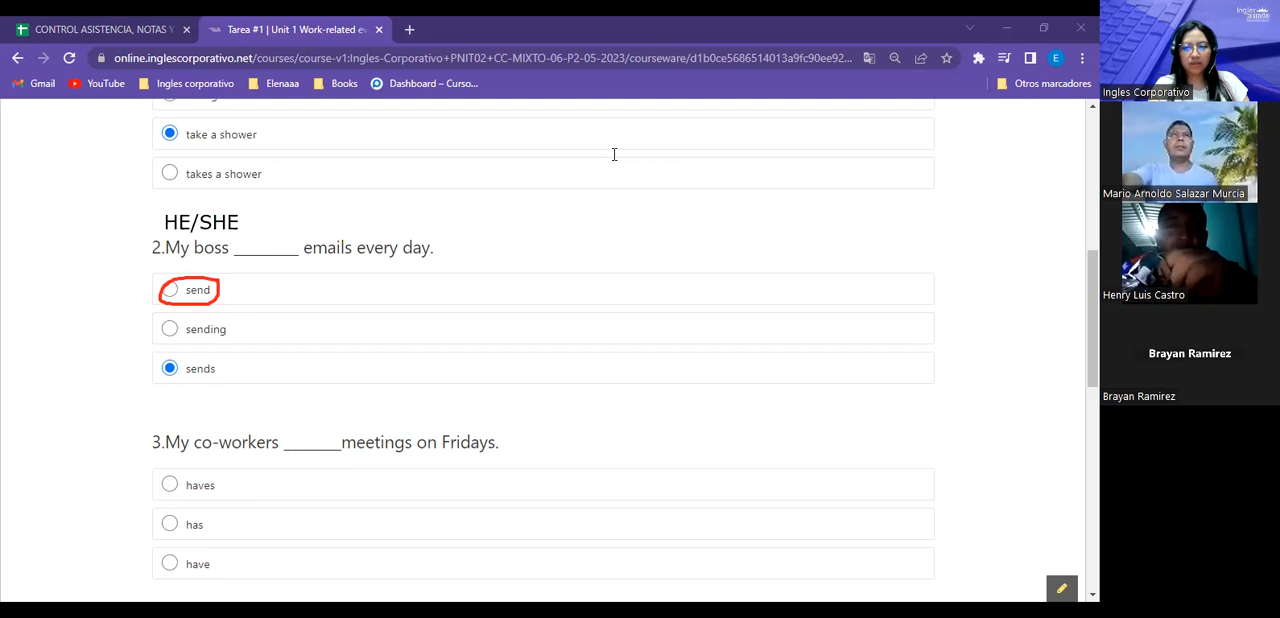 CONTROL ASISTENCIA, NOTAS Y
Tarea #1 | Unit 1 Work-related ev
online.inglescorporativo.net/courses/course-v1:Ingles-Corporativo+PNIT02+CC-MIXTO-06-P2-05-2023/courseware/d1b0ce5686514013a9fc90ee92...
E
Gmail
YouTube
Ingles corporativo
Elenaaa
Books
Dashboard – Curso...
Otros marcadores
take a shower
takes a shower
HE/SHE
2.My boss ________ emails every day.
send
sending
sends
3.My co-workers _______meetings on Fridays.
haves
has
have
Ingles Corporativo
Mario Arnoldo Salazar Murcia
Henry Luis Castro
Brayan Ramirez
Brayan Ramirez